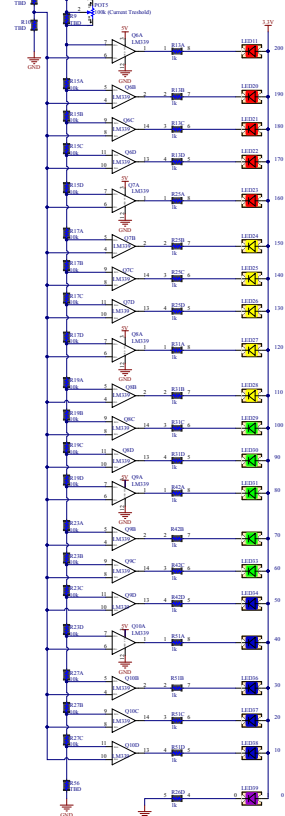 TBD
R10
TBD
R9
TBD
POT5
100k (Current Treshold)
GND
3.3V
5V
Q6A
LM339
R13A
1k
LED11
200
GND
R15A
10k
Q6B
LM339
R13B
1k
LED20
190
R15B
10k
Q6C
LM339
R13C
1k
LED21
180
R15C
10k
Q6D
LM339
R13D
1k
LED22
170
R15D
10k
5V
Q7A
LM339
R25A
1k
LED23
160
GND
R17A
10k
Q7B
LM339
R25B
1k
LED24
150
R17B
10k
Q7C
LM339
R25C
1k
LED25
140
R17C
10k
Q7D
LM339
R25D
1k
LED26
130
R17D
10k
5V
Q8A
LM339
R31A
1k
LED27
120
GND
R19A
10k
Q8B
LM339
R31B
1k
LED28
110
R19B
10k
Q8C
LM339
R31C
1k
LED29
100
R19C
10k
Q8D
LM339
R31D
1k
LED30
90
R19D
10k
5V
Q9A
LM339
R42A
1k
LED31
80
GND
R23A
10k
Q9B
LM339
R42B
1k
70
R23B
10k
Q9C
LM339
R42C
1k
LED33
60
R23C
10k
Q9D
LM339
R42D
1k
LED34
50
R23D
10k
5V
Q10A
LM339
R51A
1k
40
GND
R27A
10k
Q10B
LM339
R51B
1k
LED36
30
R27B
10k
Q10C
LM339
R51C
1k
LED37
20
R27C
10k
Q10D
LM339
R51D
1k
LED38
10
R56
TBD
GND
R26D
1k
LED39
0